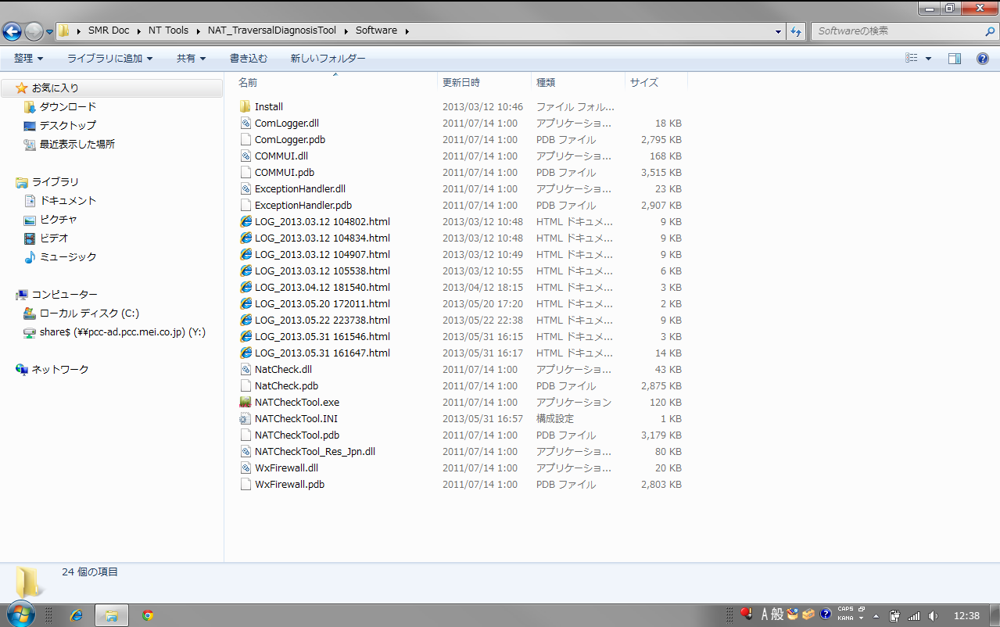 SMR Doc ▸ NT Tools ▸ NAT_TraversalDiagnosisTool ▸ Software ▸
Softwareの検索
整理 ライブラリに追加 共有 書き込む 新しいフォルダー
お気に入り
ダウンロード
デスクトップ
最近表示した場所
ライブラリ
ドキュメント
ピクチャ
ビデオ
ミュージック
コンピューター
ローカル ディスク (C:)
share$ (¥¥pcc-ad.pcc.mei.co.jp) (Y:)
ネットワーク
名前 更新日時 種類 サイズ
Install 2013/03/12 10:46 ファイル フォル...
ComLogger.dll 2011/07/14 1:00 アプリケーショ... 18 KB
ComLogger.pdb 2011/07/14 1:00 PDB ファイル 2,795 KB
COMMUI.dll 2011/07/14 1:00 アプリケーショ... 168 KB
COMMUI.pdb 2011/07/14 1:00 PDB ファイル 3,515 KB
ExceptionHandler.dll 2011/07/14 1:00 アプリケーショ... 23 KB
ExceptionHandler.pdb 2011/07/14 1:00 PDB ファイル 2,907 KB
LOG_2013.03.12 104802.html 2013/03/12 10:48 HTML ドキュメ... 9 KB
LOG_2013.03.12 104834.html 2013/03/12 10:48 HTML ドキュメ... 9 KB
LOG_2013.03.12 104907.html 2013/03/12 10:49 HTML ドキュメ... 9 KB
LOG_2013.03.12 105538.html 2013/03/12 10:55 HTML ドキュメ... 6 KB
LOG_2013.04.12 181540.html 2013/04/12 18:15 HTML ドキュメ... 3 KB
LOG_2013.05.20 172011.html 2013/05/20 17:20 HTML ドキュメ... 2 KB
LOG_2013.05.22 223738.html 2013/05/22 22:38 HTML ドキュメ... 9 KB
LOG_2013.05.31 161546.html 2013/05/31 16:15 HTML ドキュメ... 3 KB
LOG_2013.05.31 161647.html 2013/05/31 16:17 HTML ドキュメ... 14 KB
NatCheck.dll 2011/07/14 1:00 アプリケーショ... 43 KB
NatCheck.pdb 2011/07/14 1:00 PDB ファイル 2,875 KB
NATCheckTool.exe 2011/07/14 1:00 アプリケーション 120 KB
NATCheckTool.INI 2013/05/31 16:57 構成設定 1 KB
NATCheckTool.pdb 2011/07/14 1:00 PDB ファイル 3,179 KB
NATCheckTool_Res_Jpn.dll 2011/07/14 1:00 アプリケーショ... 80 KB
WxFirewall.dll 2011/07/14 1:00 アプリケーショ... 20 KB
WxFirewall.pdb 2011/07/14 1:00 PDB ファイル 2,803 KB
24 個の項目
A 般 CAPS KANA 12:38